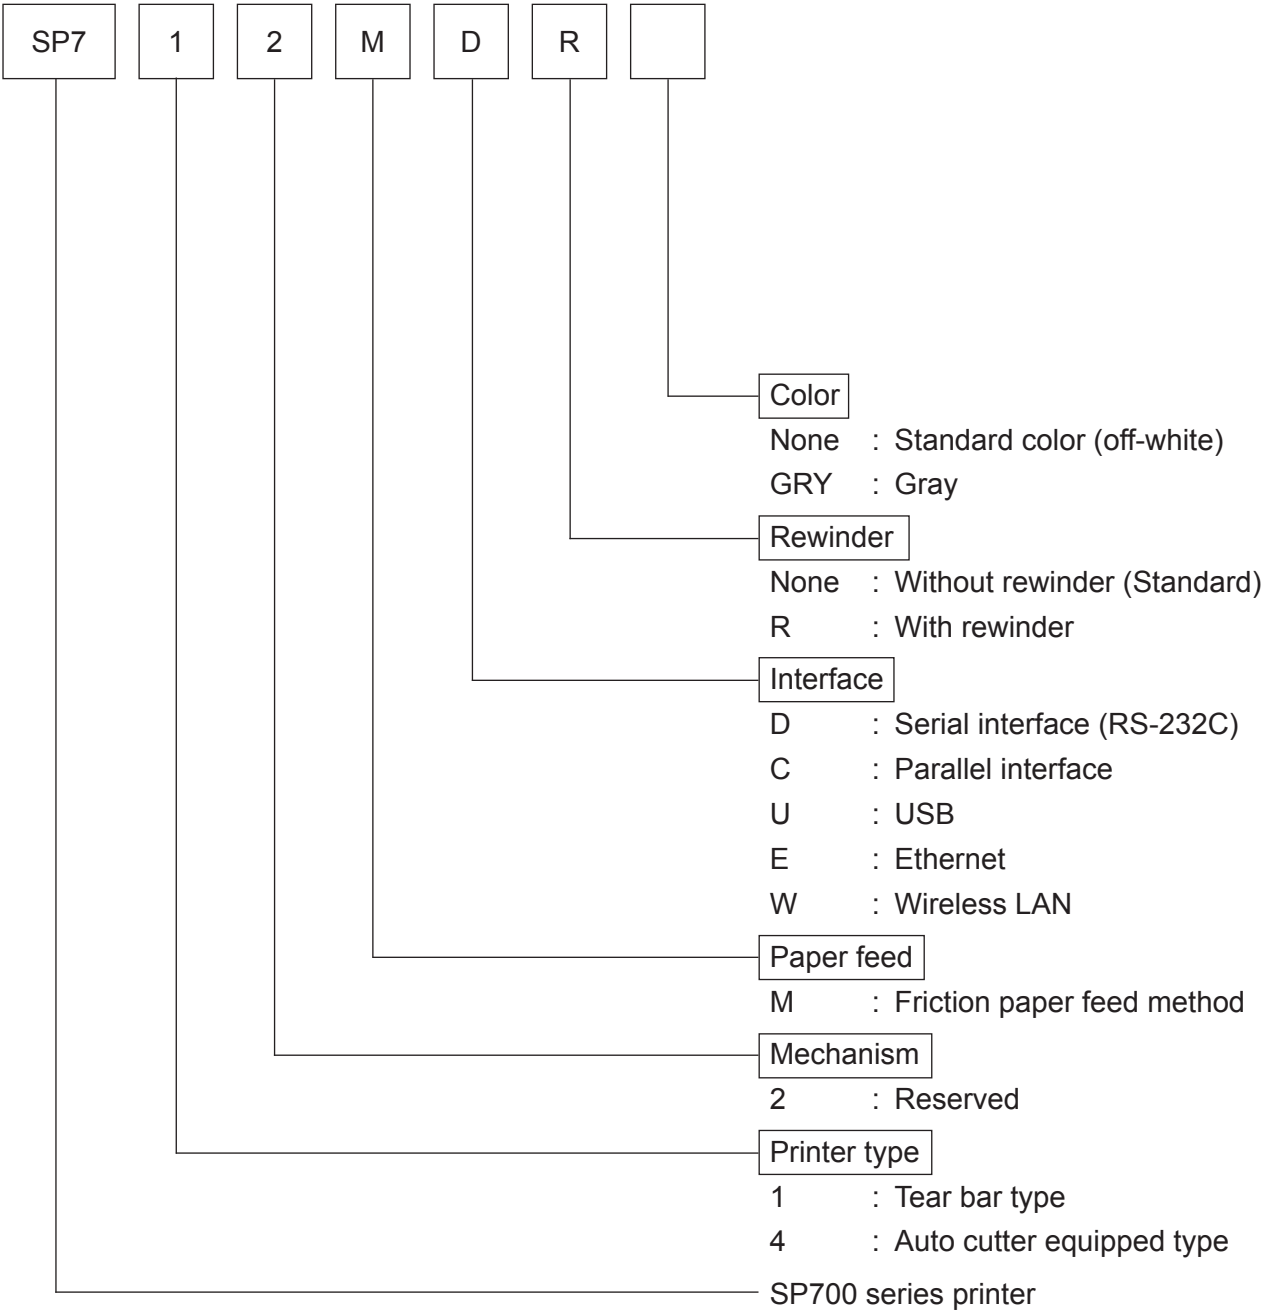 SP7 1 2 M D R
Color
None : Standard color (off-white)
GRY : Gray
Rewinder
None : Without rewinder (Standard)
R : With rewinder
Interface
D : Serial interface (RS-232C)
C : Parallel interface
U : USB
E : Ethernet
W : Wireless LAN
Paper feed
M : Friction paper feed method
Mechanism
2 : Reserved
Printer type
1 : Tear bar type
4 : Auto cutter equipped type
SP700 series printer